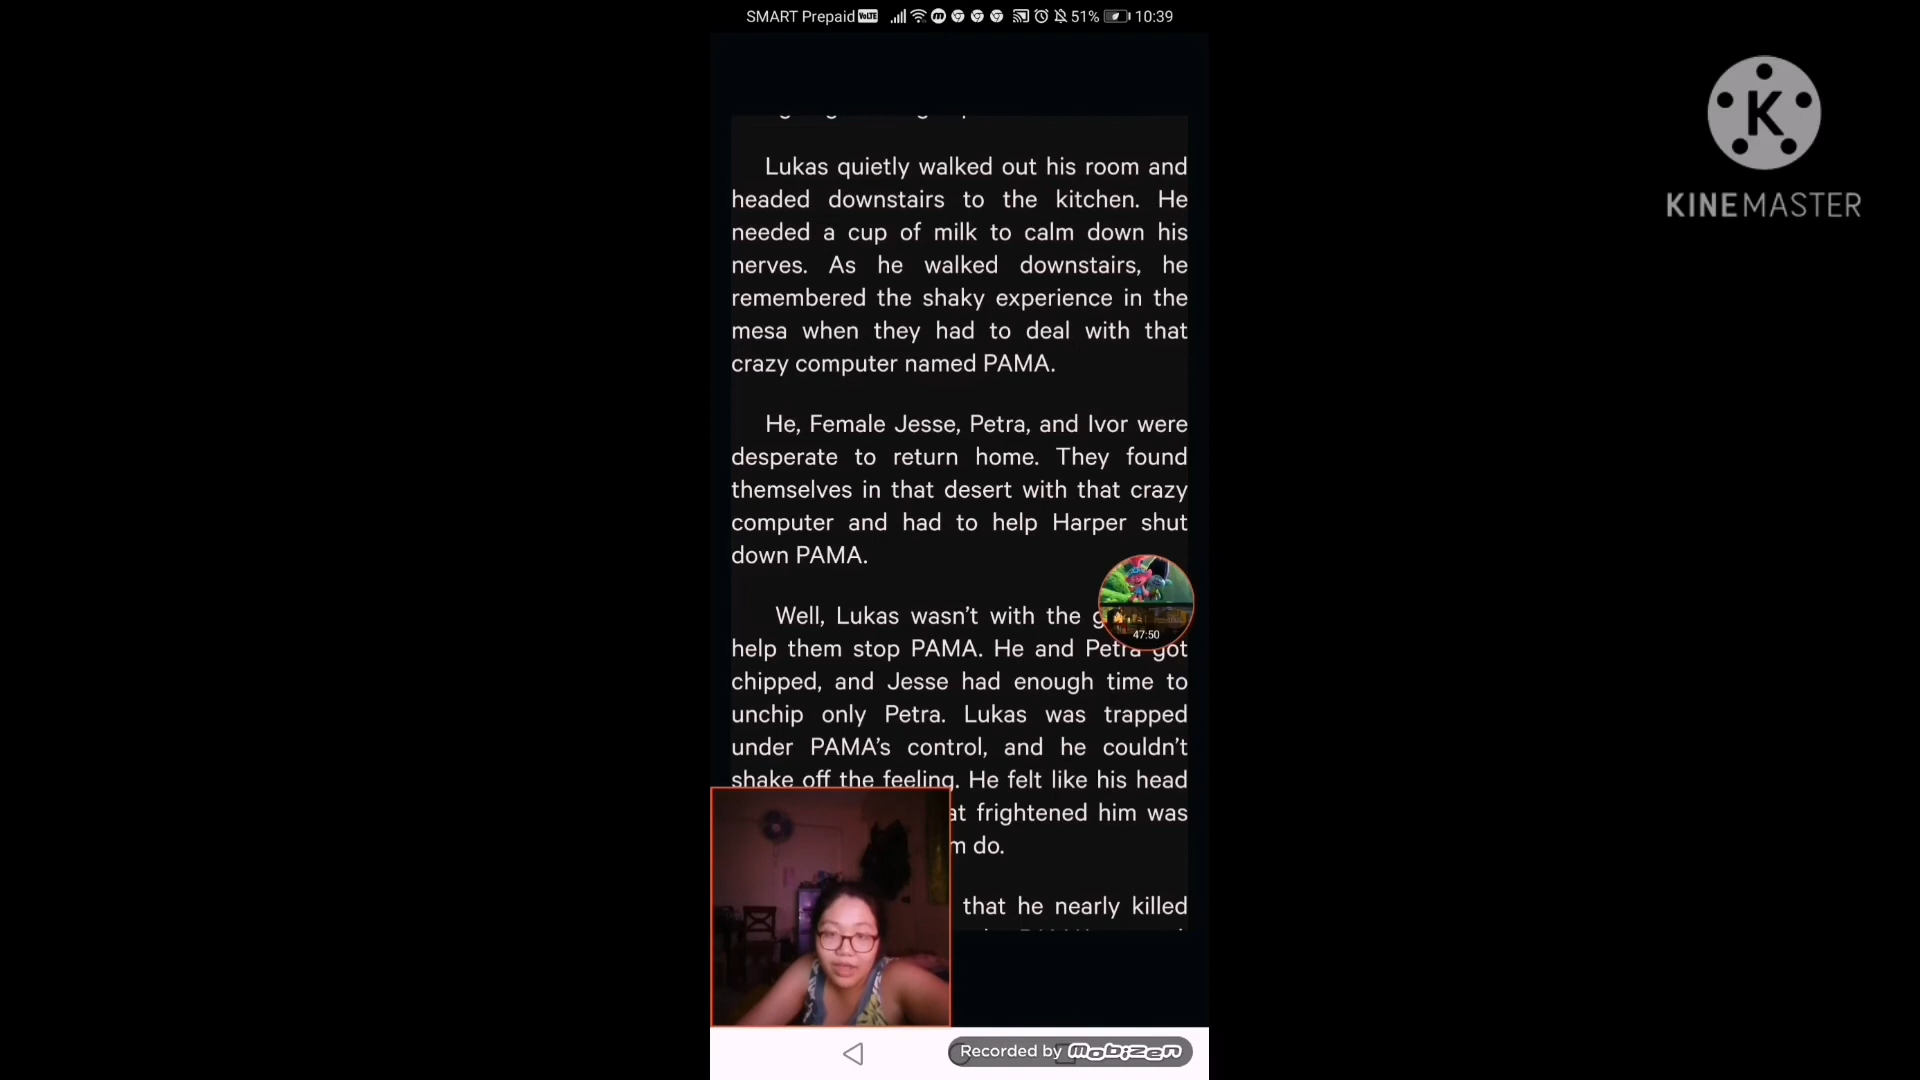 SMART Prepaid VoLTE 51% 10:39
KINEMASTER
Lukas quietly walked out his room and
headed downstairs to the kitchen. He
needed a cup of milk to calm down his
nerves. As he walked downstairs, he
remembered the shaky experience in the
mesa when they had to deal with that
crazy computer named PAMA.
He, Female Jesse, Petra, and Ivor were
desperate to return home. They found
themselves in that desert with that crazy
computer and had to help Harper shut
down PAMA.
Well, Lukas wasn't with the
help them stop PAMA. He and Petra got
chipped, and Jesse had enough time to
unchip only Petra. Lukas was trapped
under PAMA's control, and he couldn't
shake off the feeling. He felt like his head
frightened him was
do.
that he nearly killed
47:50
Recorded by mobizen